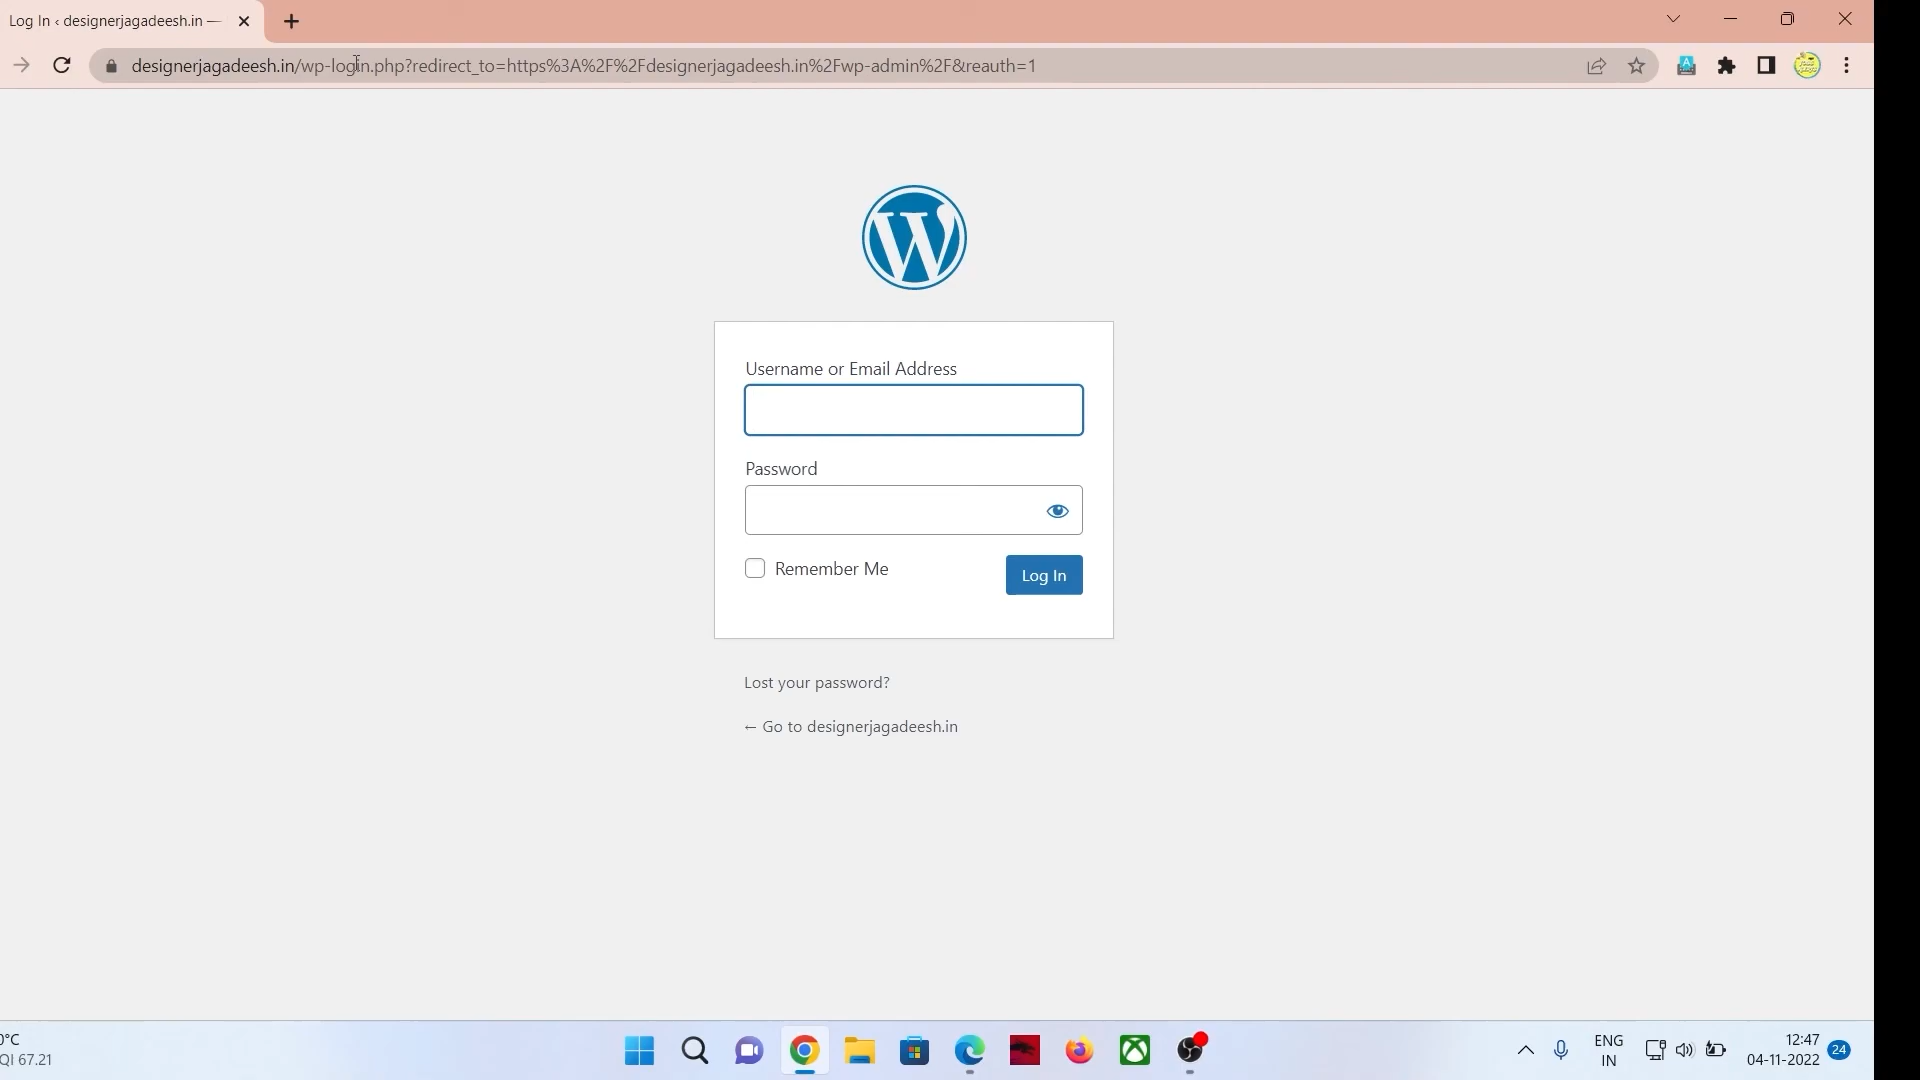 Log In ‹ designerjagadeesh.in —
designerjagadeesh.in/wp-login.php?redirect_to=https%3A%2F%2Fdesignerjagadeesh.in%2Fwp-admin%2F&reauth=1
Username or Email Address
Password
Remember Me
Log In
Lost your password?
← Go to designerjagadeesh.in
0°C
QI 67.21
ENG
IN
12:47
04-11-2022
24